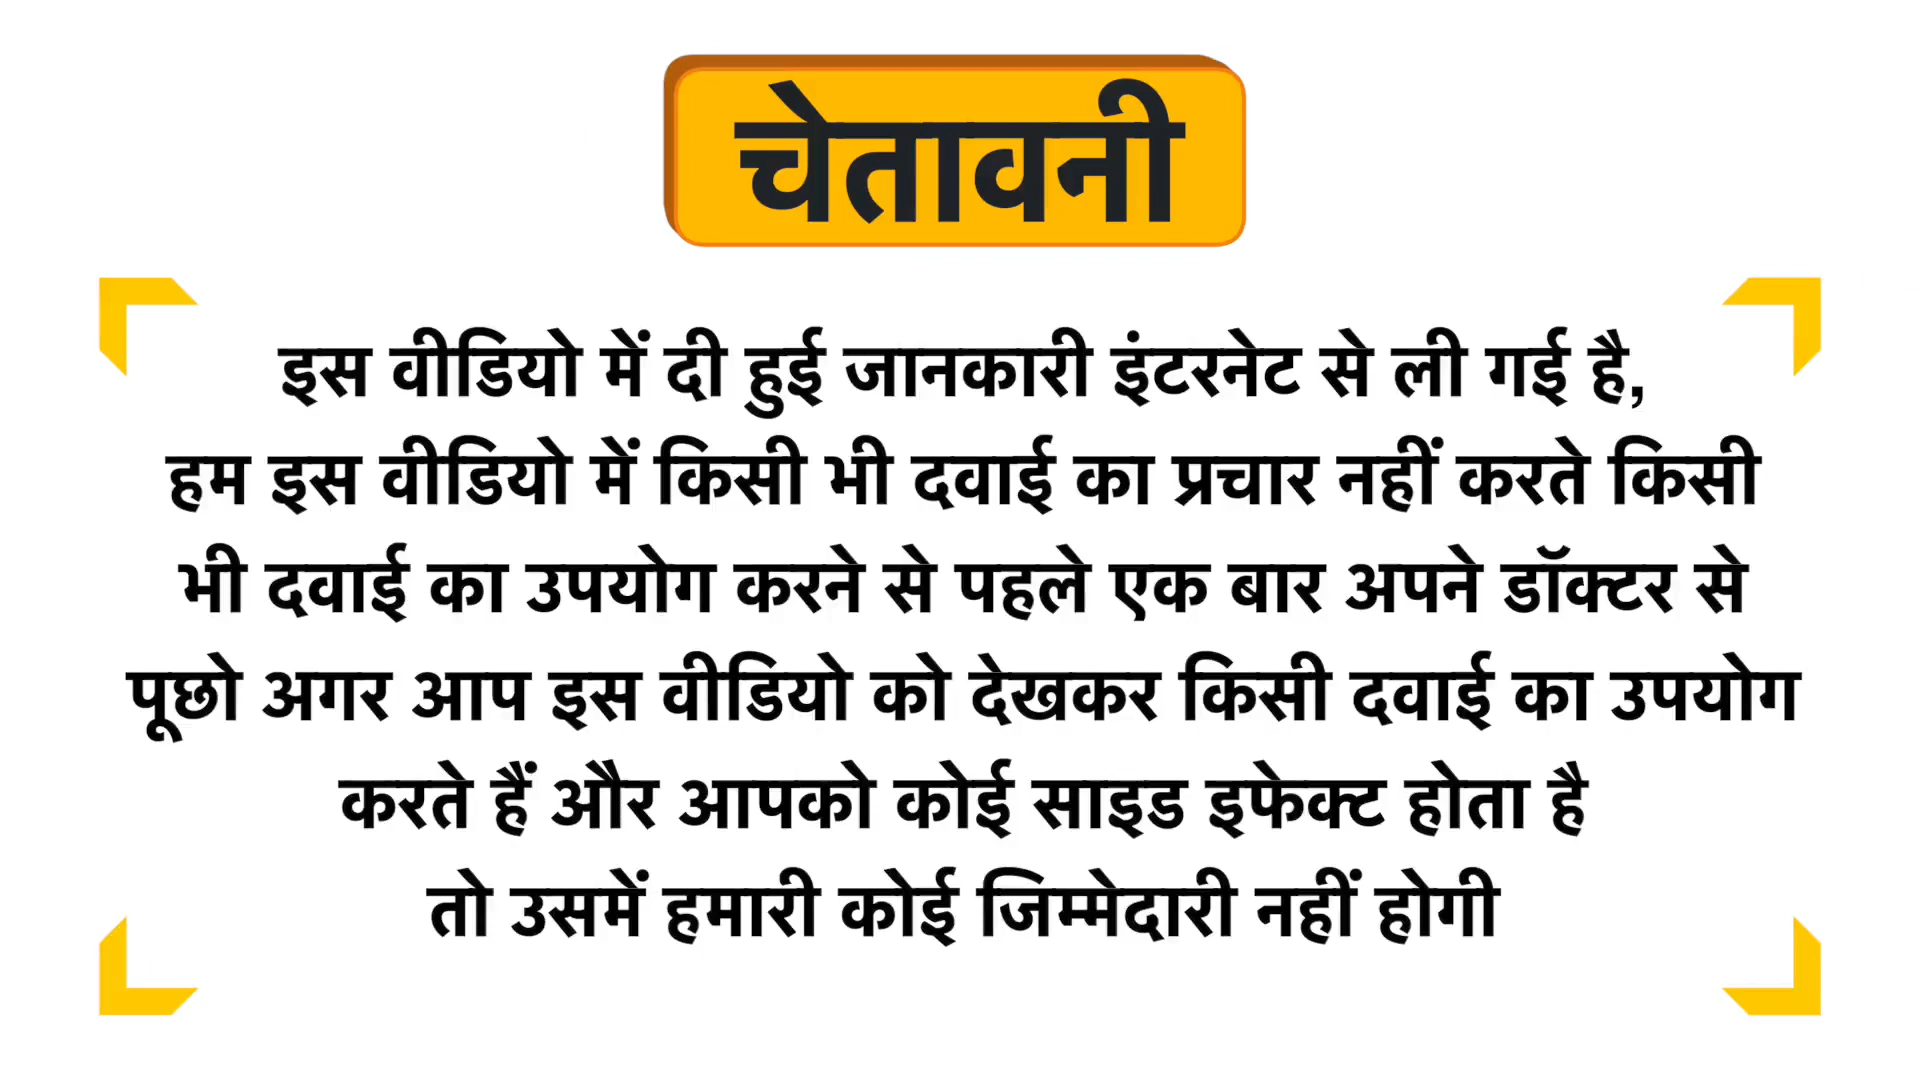 चेतावनी
इस वीडियो में दी हुई जानकारी इंटरनेट से ली गई है,
हम इस वीडियो में किसी भी दवाई का प्रचार नहीं करते किसी
भी दवाई का उपयोग करने से पहले एक बार अपने डॉक्टर से
पूछो अगर आप इस वीडियो को देखकर किसी दवाई का उपयोग
करते हैं और आपको कोई साइड इफेक्ट होता है
तो उसमें हमारी कोई जिम्मेदारी नहीं होगी